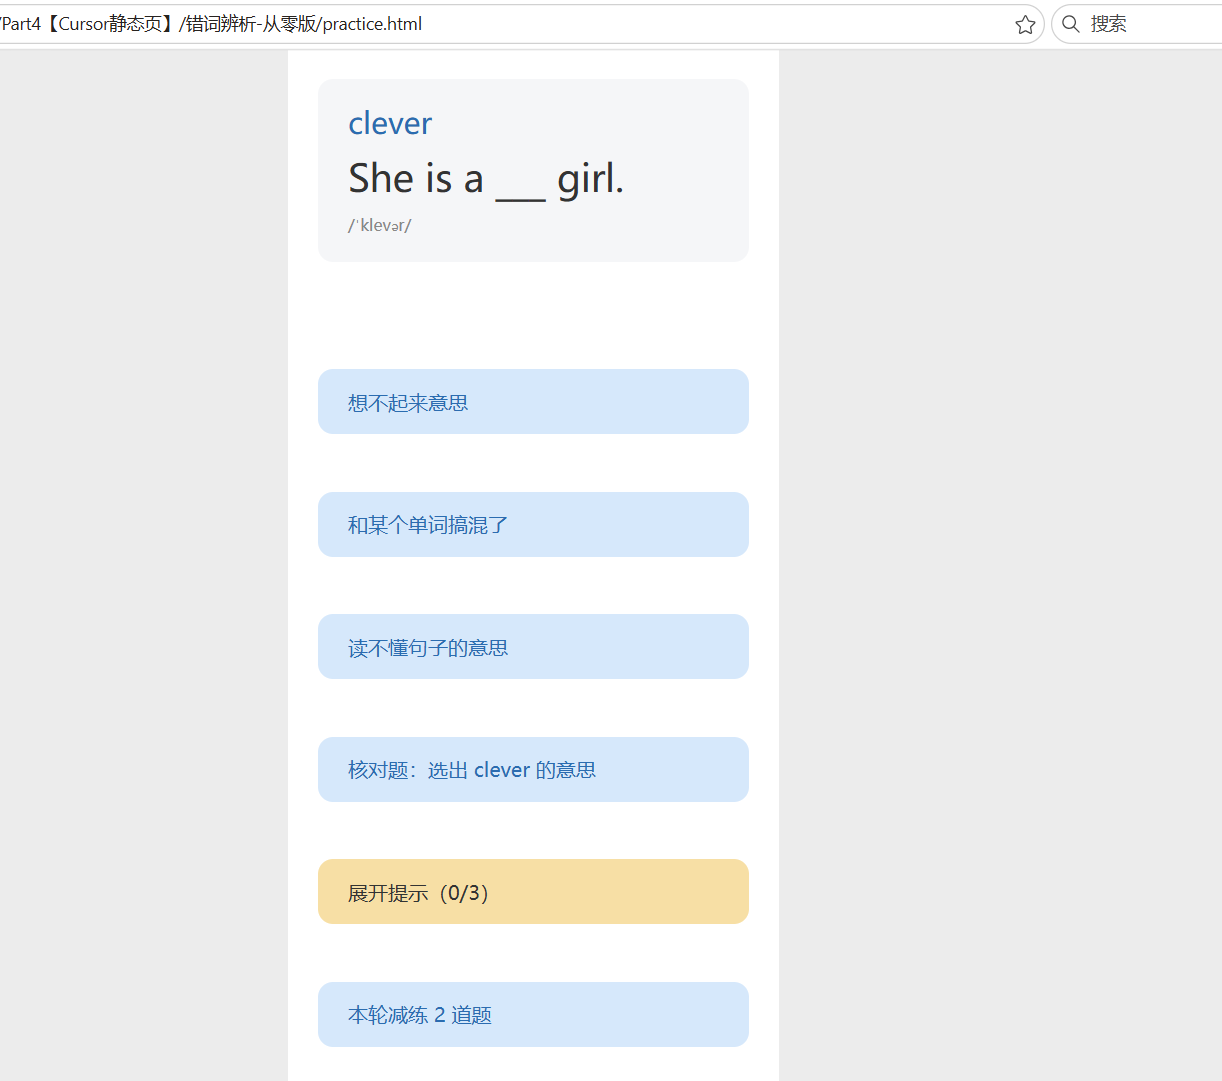 /Part4【Cursor静态页】/错词辨析-从零版/practice.html
搜索
clever
She is a ___ girl.
/ˈklevər/
想不起来意思
和某个单词搞混了
读不懂句子的意思
核对题：选出 clever 的意思
展开提示（0/3）
本轮减练 2 道题